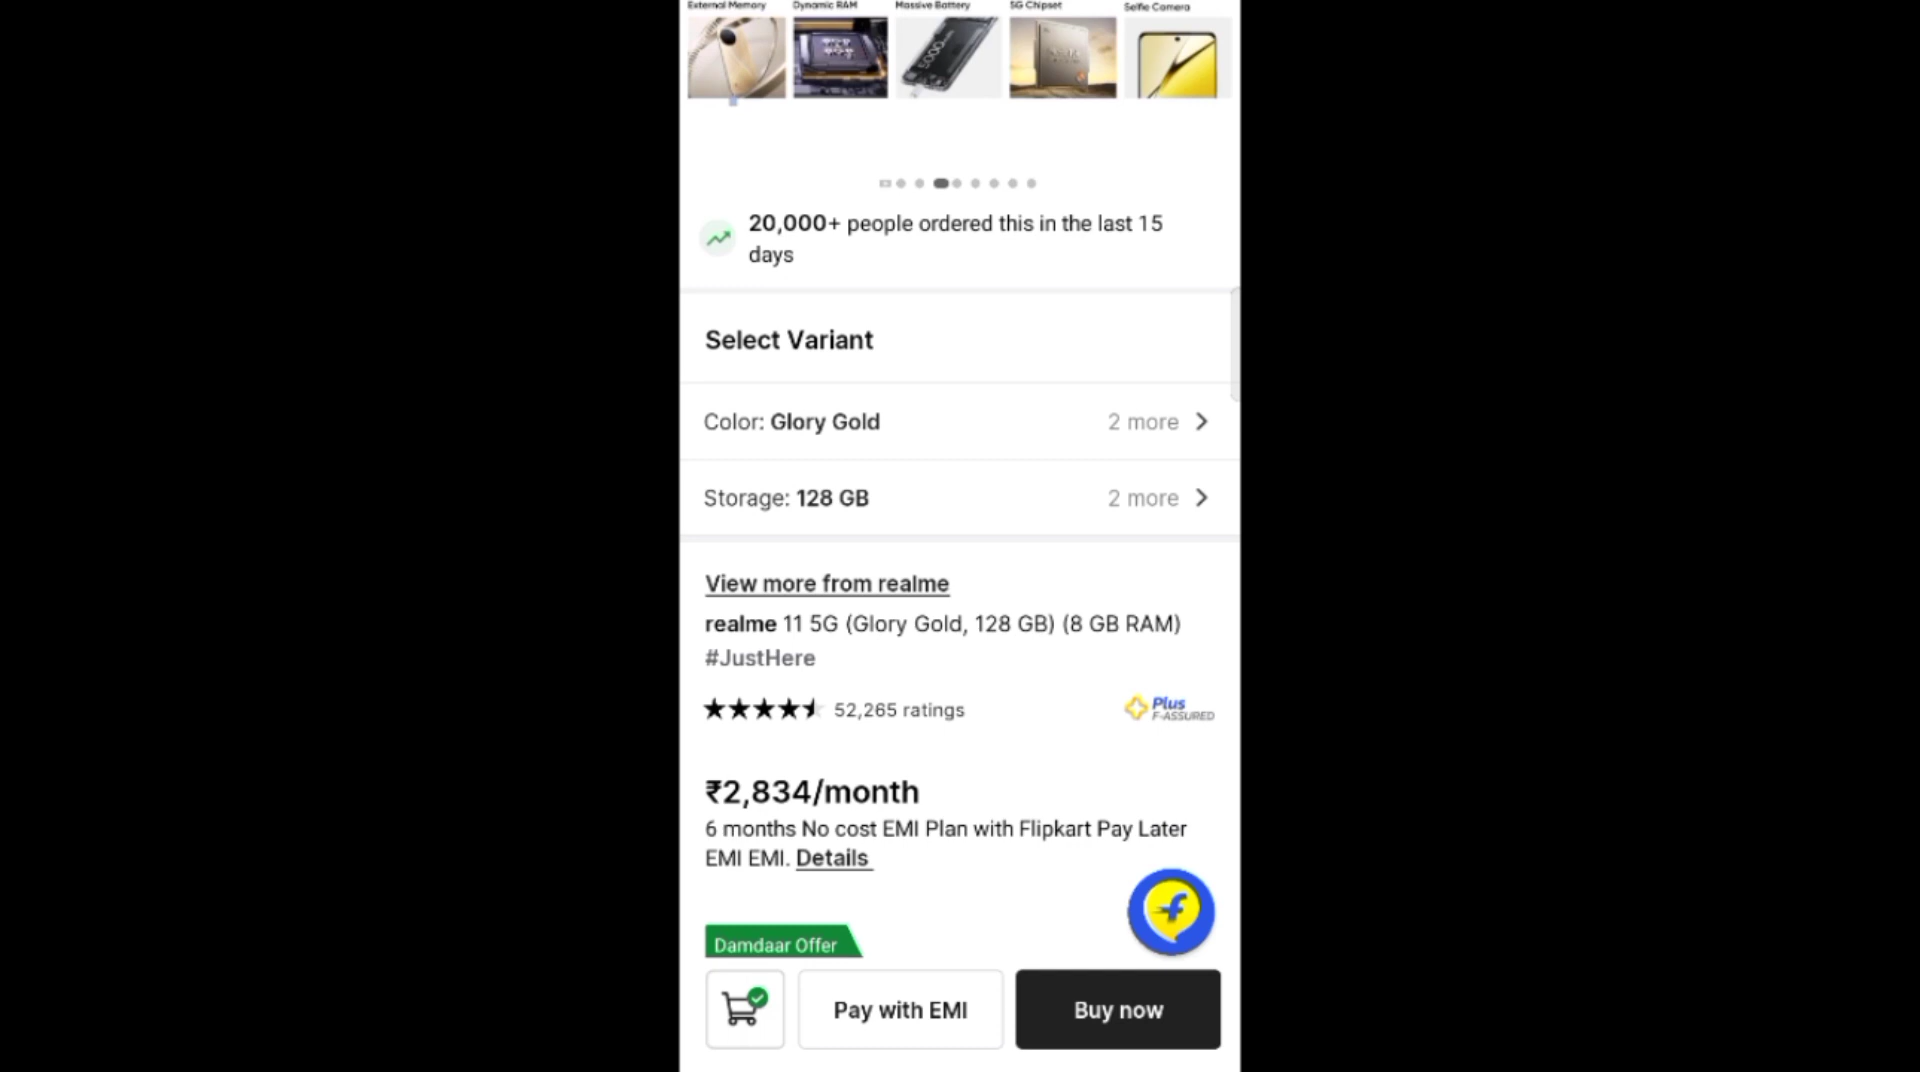 External Memory Dynamic RAM Massive Battery 5G Chipset Selfie Camera
5000
20,000+ people ordered this in the last 15
days
Select Variant
Color: Glory Gold 2 more
Storage: 128 GB 2 more
View more from realme
realme 11 5G (Glory Gold, 128 GB) (8 GB RAM)
#JustHere
52,265 ratings Plus
F-ASSURED
₹2,834/month
6 months No cost EMI Plan with Flipkart Pay Later
EMI EMI. Details
Damdaar Offer
Pay with EMI Buy now